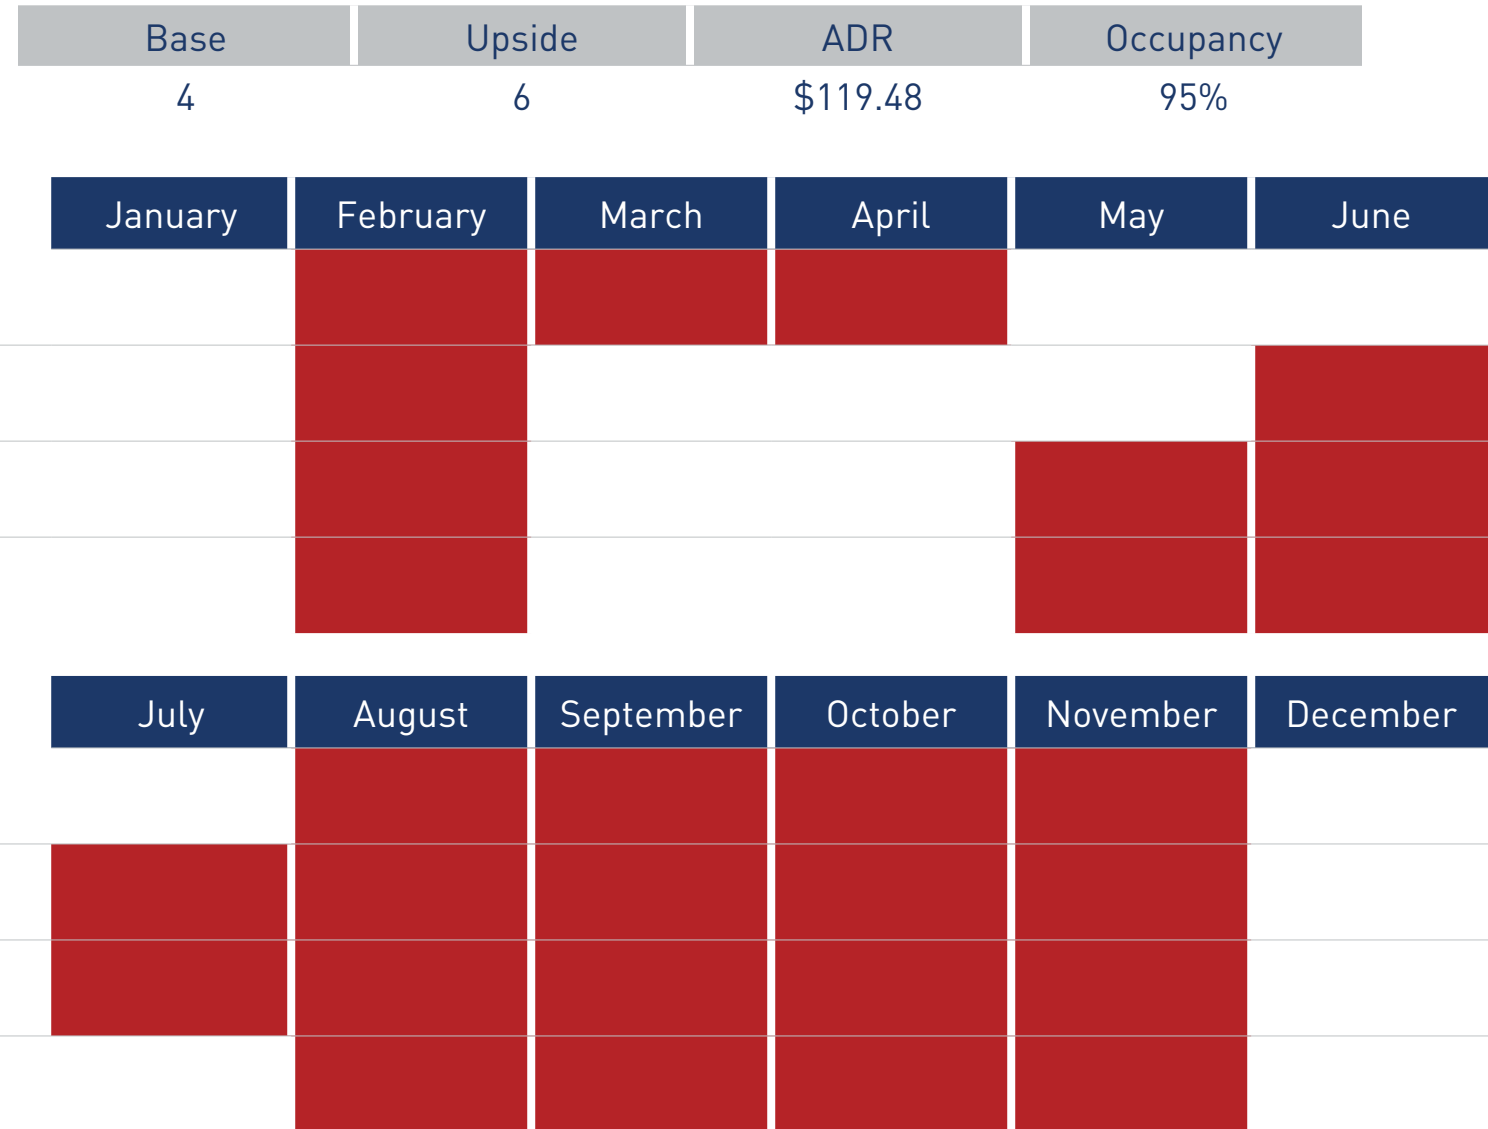 Base Upside ADR Occupancy
4 6 $119.48 95%
January February March April May June
July August September October November December